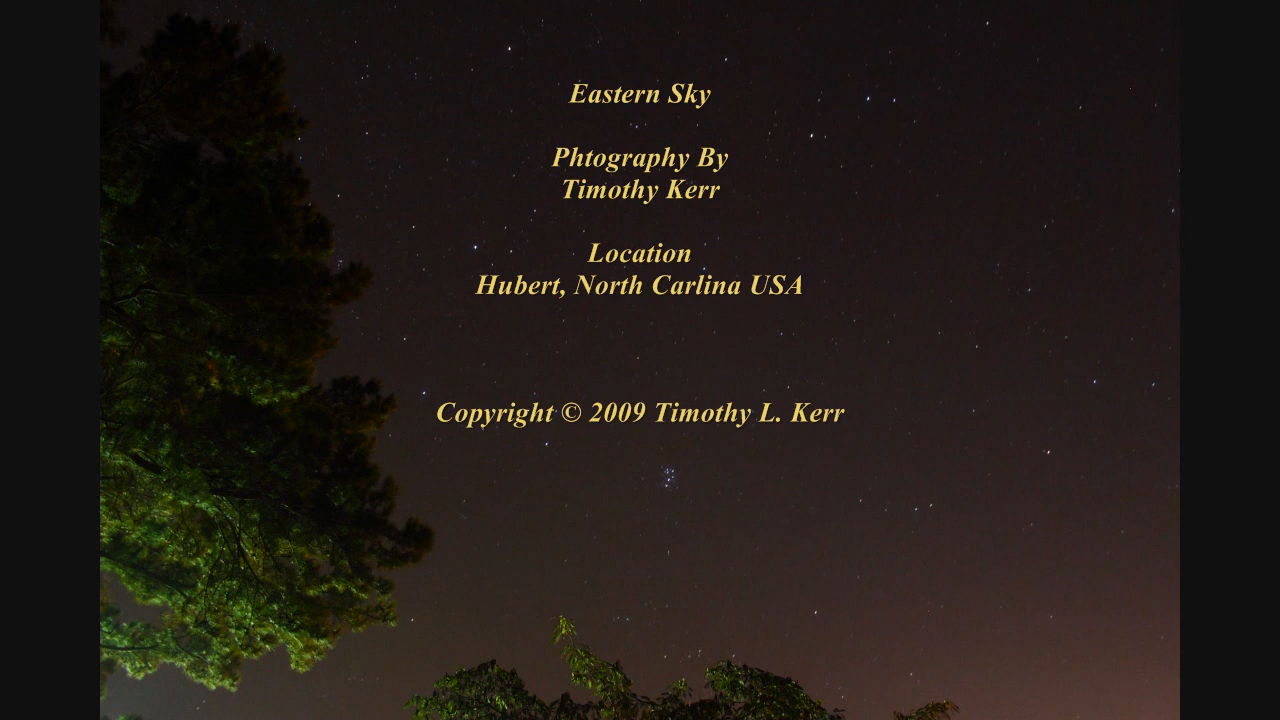 Eastern Sky
Phtography By
Timothy Kerr
Location
Hubert, North Carlina USA
Copyright © 2009 Timothy L. Kerr